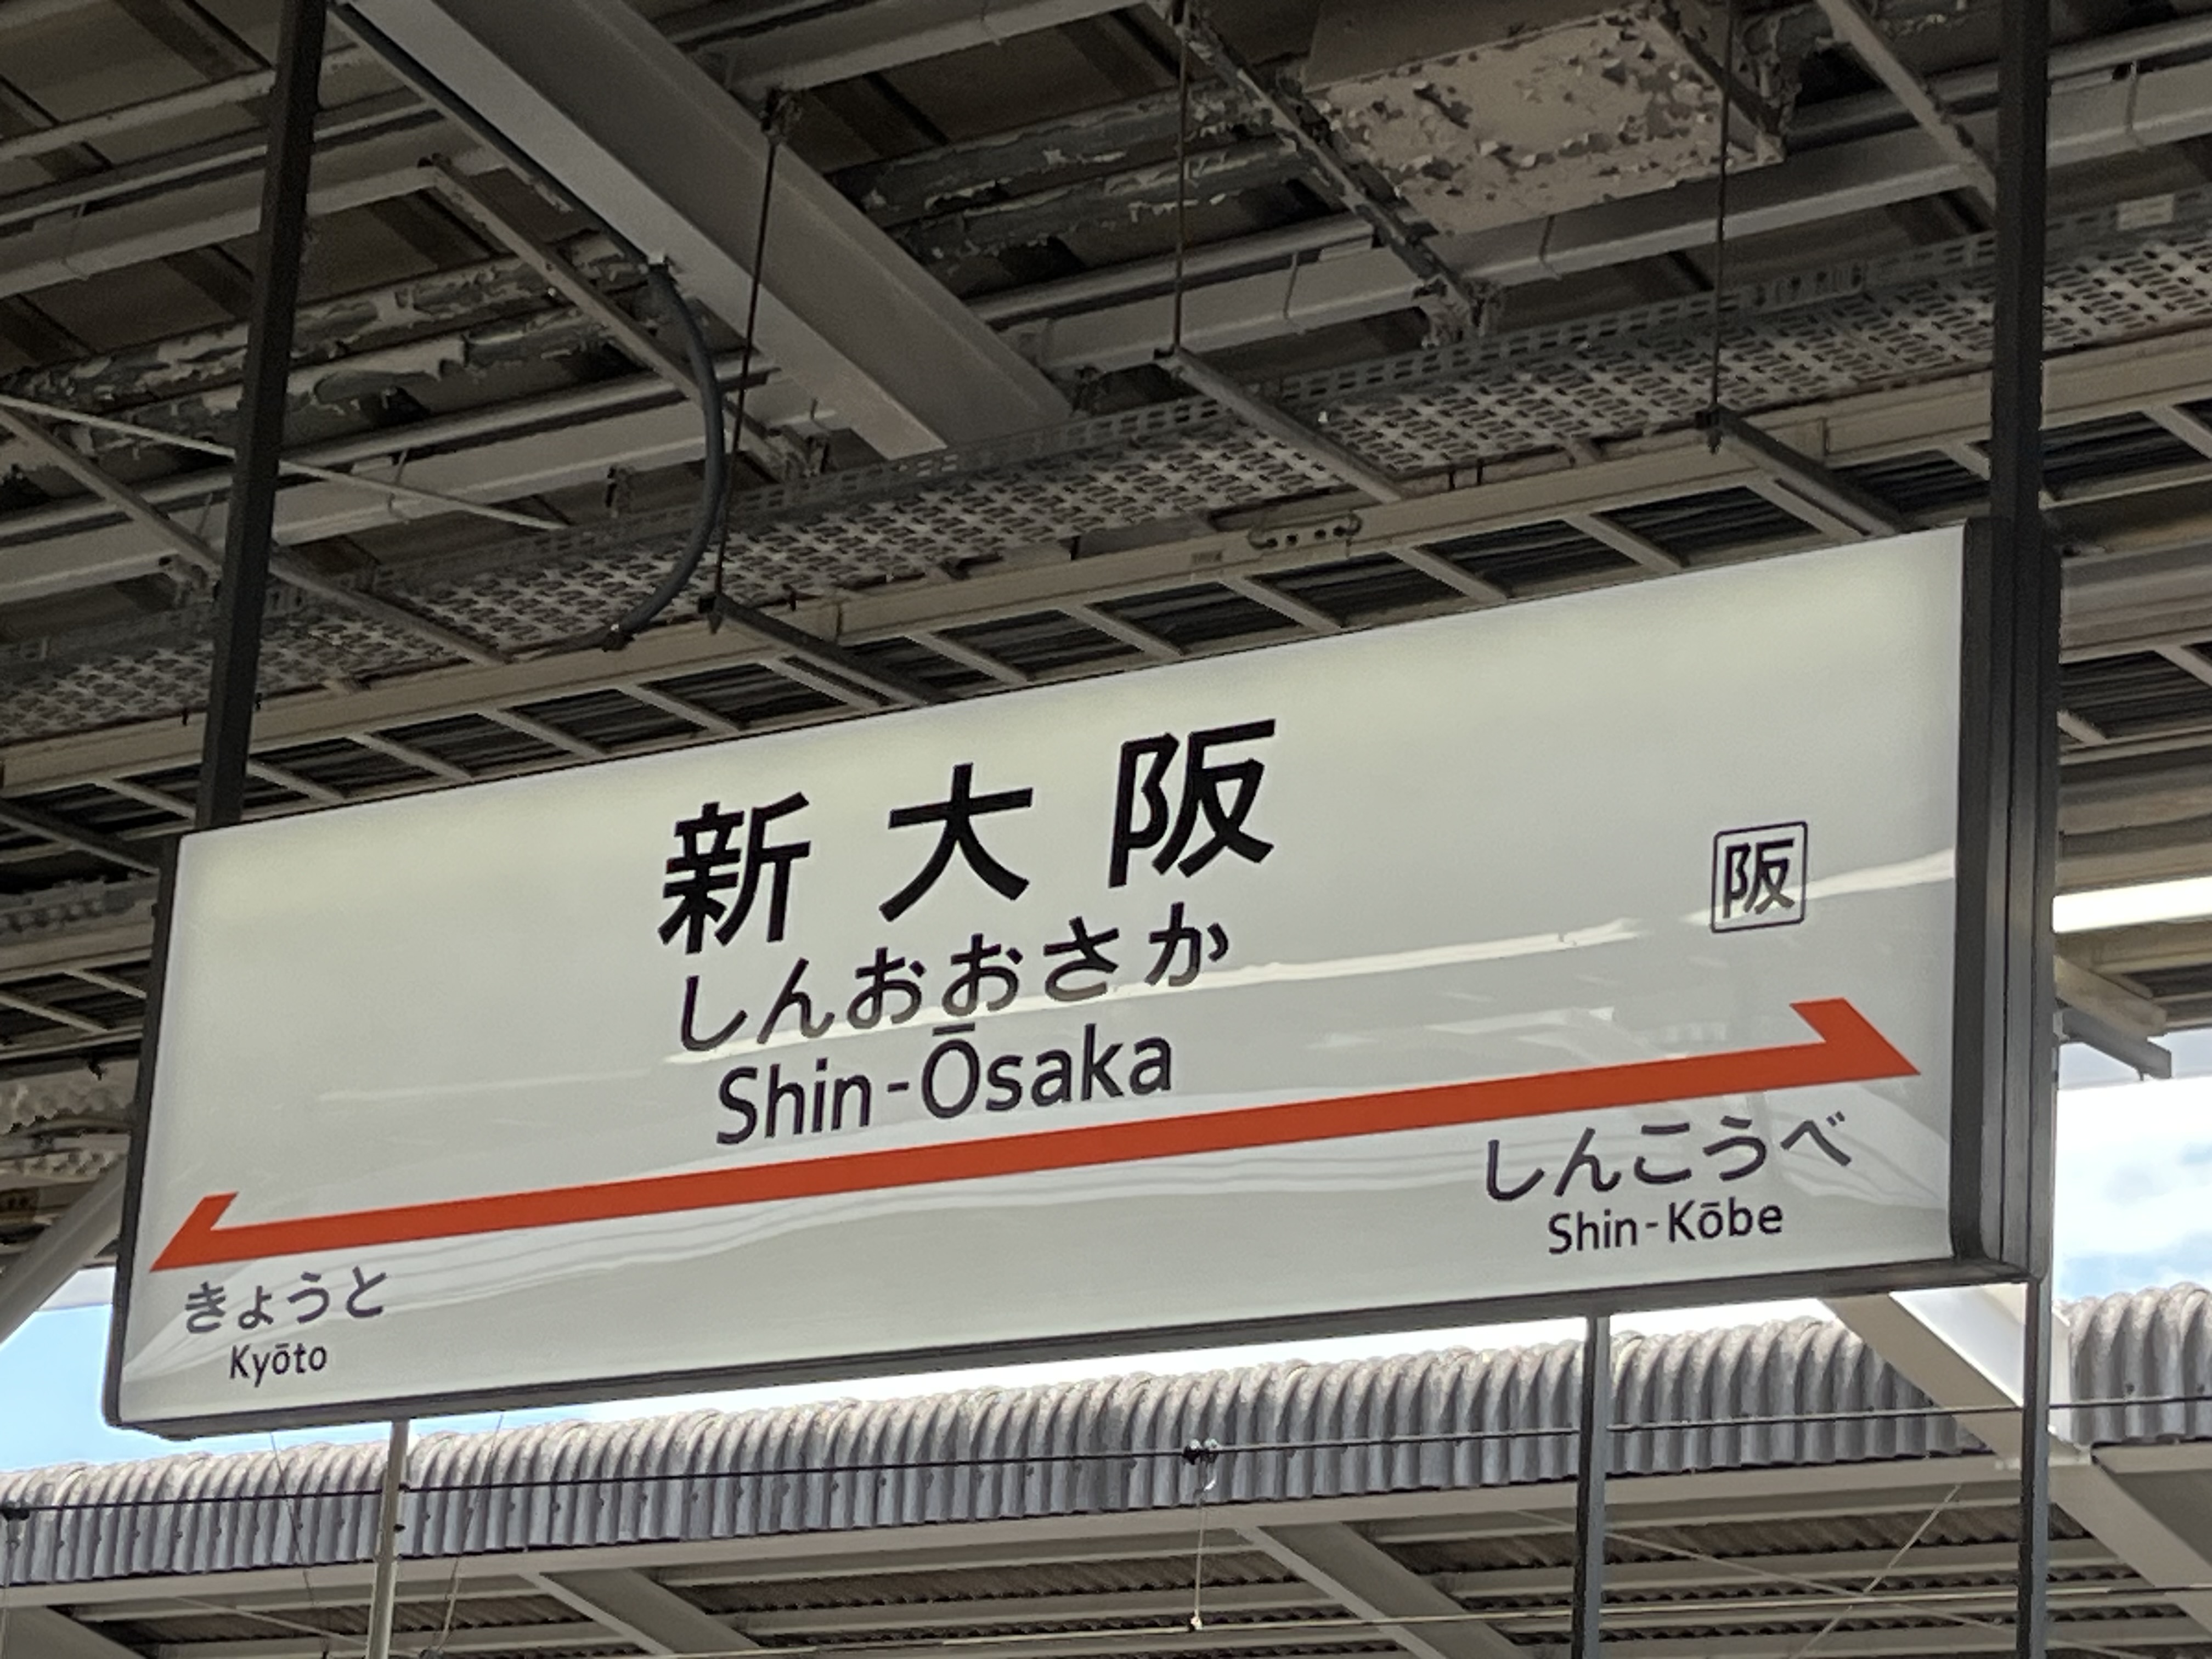 新大阪
しんおおさか
Shin-Ōsaka
阪
きょうと
Kyōto
しんこうべ
Shin-Kōbe